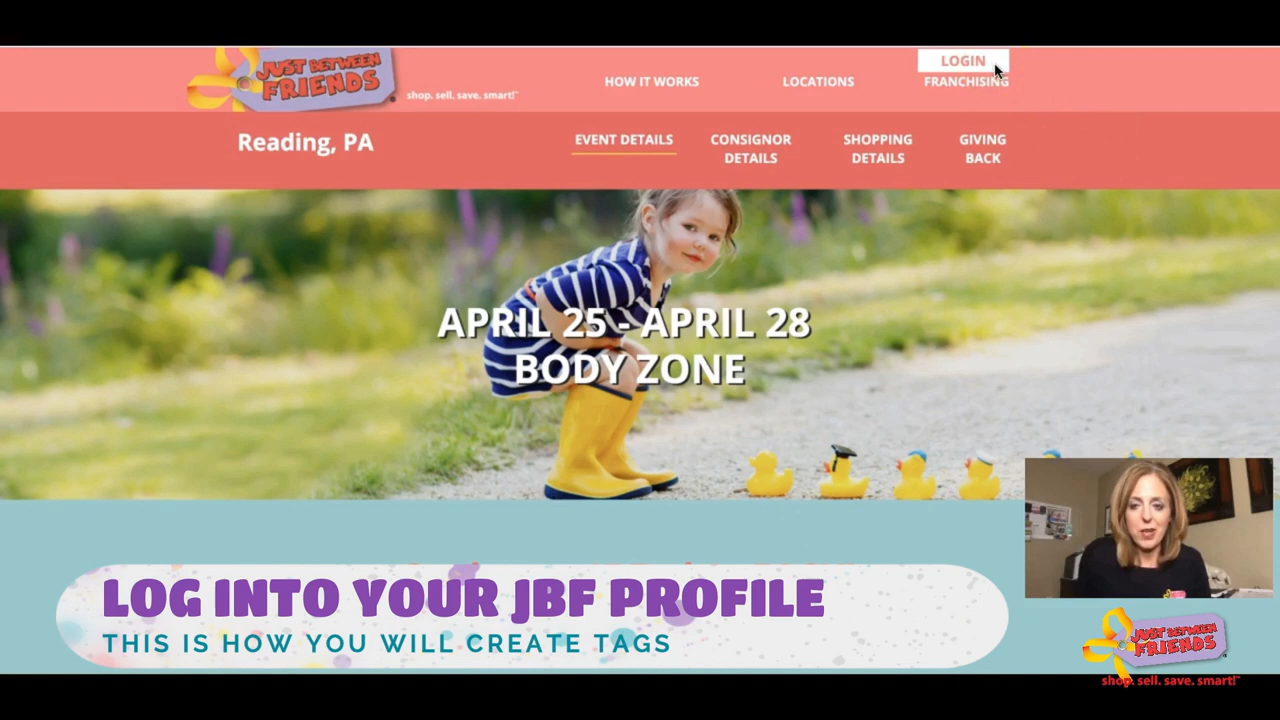 JUST BETWEEN
FRIENDS
shop. sell. save. smart!™
HOW IT WORKS
LOCATIONS
LOGIN
FRANCHISING
Reading, PA
EVENT DETAILS
CONSIGNOR
DETAILS
SHOPPING
DETAILS
GIVING
BACK
APRIL 25 - APRIL 28
BODY ZONE
LOG INTO YOUR JBF PROFILE
THIS IS HOW YOU WILL CREATE TAGS
JUST BETWEEN
FRIENDS
shop. sell. save. smart!™